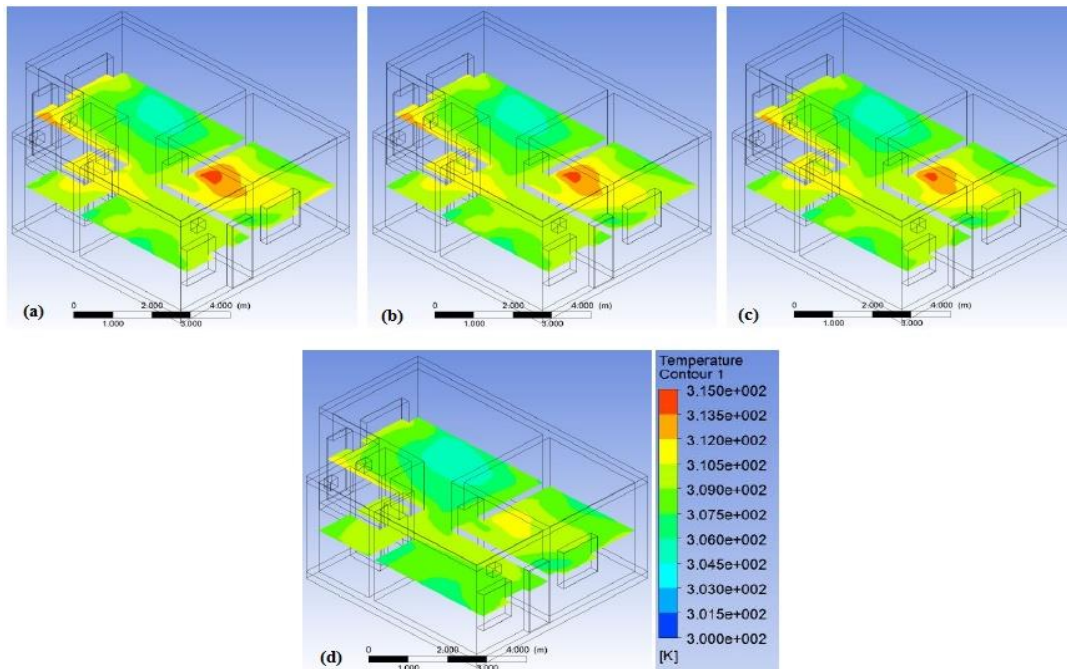 0 2.000 4.000 (m)
(a) 1.000 3.000
0 2.000 4.000 (m)
(b) 1.000 3.000
0 2.000 4.000 (m)
(c) 1.000 3.000
Temperature
Contour 1
3.150e+002
3.135e+002
3.120e+002
3.105e+002
3.090e+002
3.075e+002
3.060e+002
3.045e+002
3.030e+002
3.015e+002
3.000e+002
[K]
0 2.000 4.000 (m)
(d) 1.000 3.000